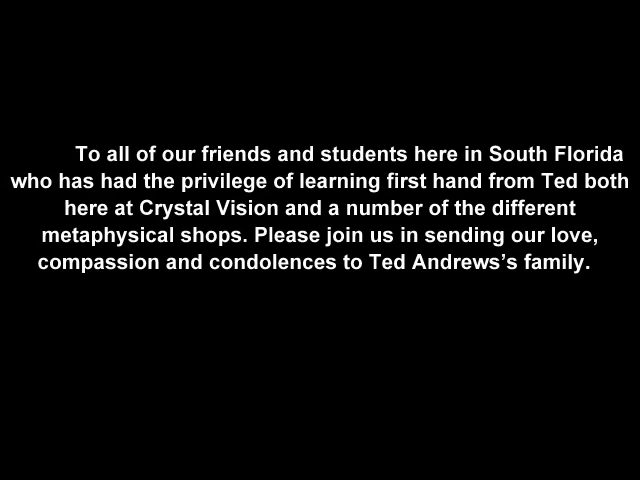 To all of our friends and students here in South Florida
who has had the privilege of learning first hand from Ted both
here at Crystal Vision and a number of the different
metaphysical shops. Please join us in sending our love,
compassion and condolences to Ted Andrews’s family.